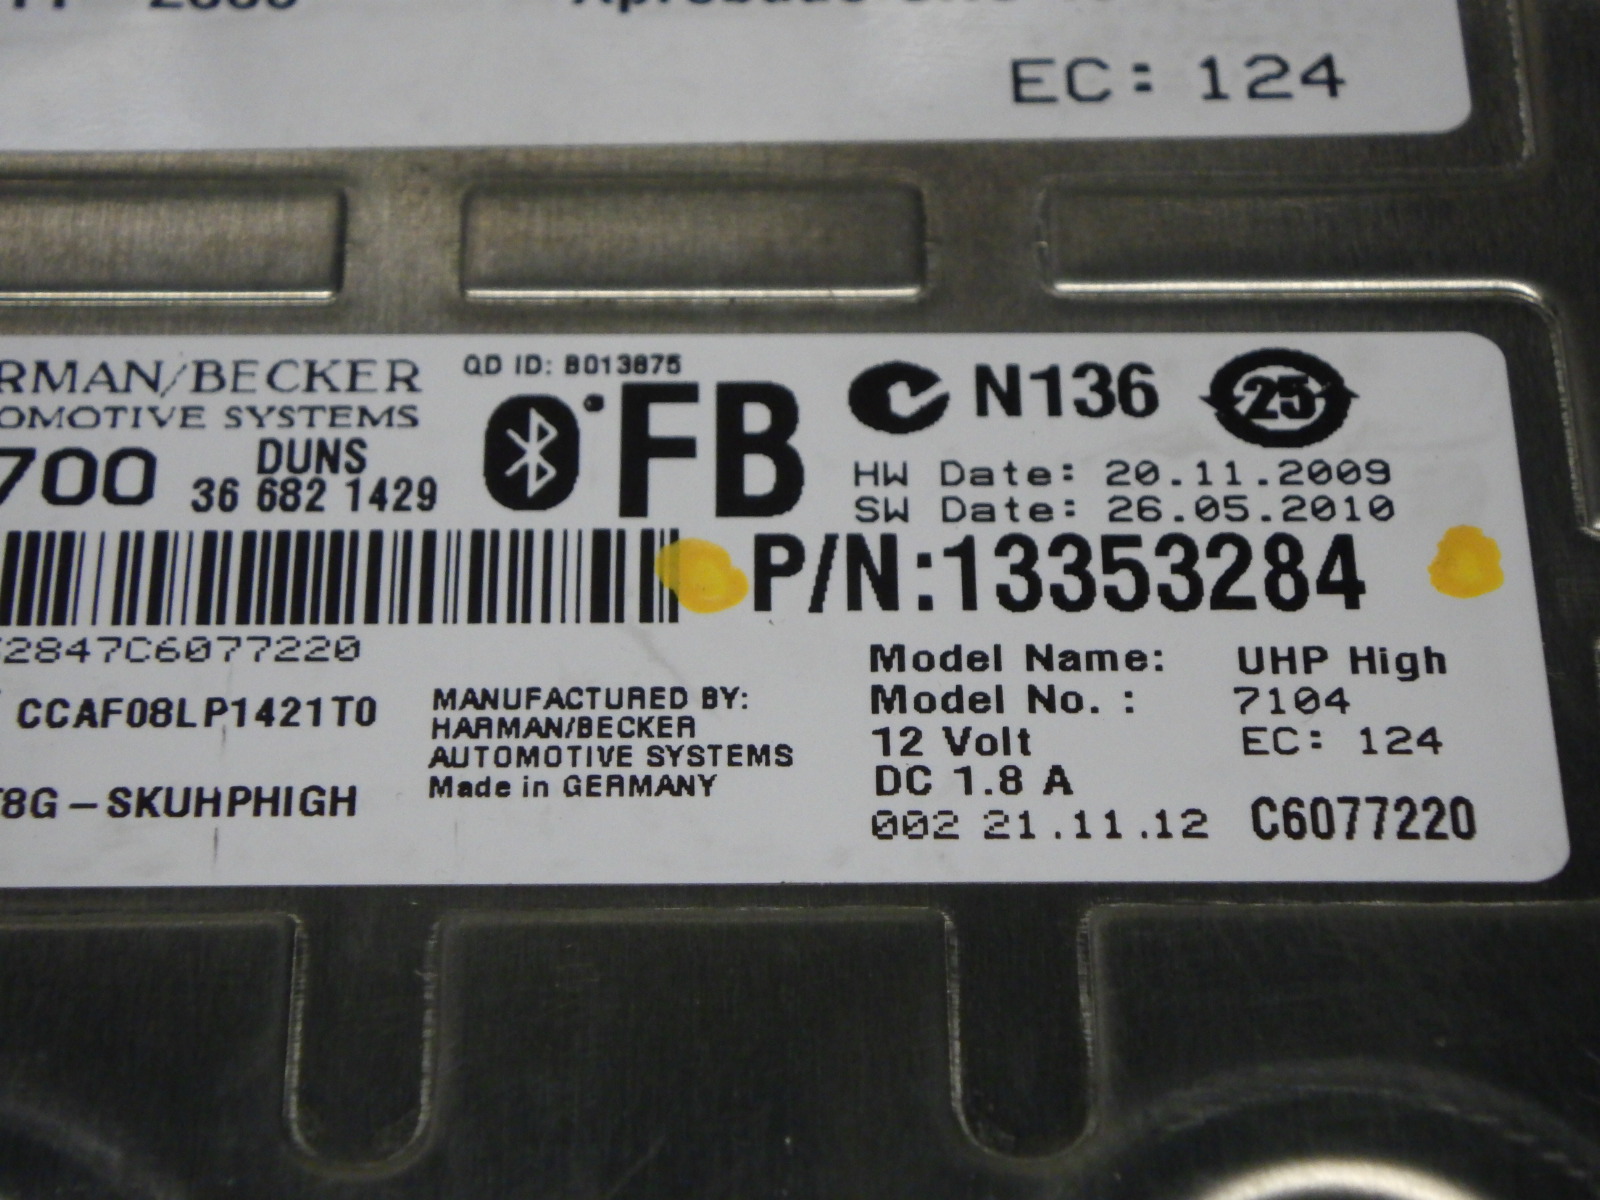 EC: 124
RMAN/BECKER
OMOTIVE SYSTEMS
700
DUNS
36 682 1429
QD ID: B013875
FB
N136
25
HW Date: 20.11.2009
SW Date: 26.05.2010
P/N:13353284
2847C6077220
CCAF08LP1421T0
8G-SKUHPHIGH
MANUFACTURED BY:
HARMAN/BECKER
AUTOMOTIVE SYSTEMS
Made in GERMANY
Model Name: UHP High
Model No. : 7104
12 Volt EC: 124
DC 1.8 A
002 21.11.12 C6077220